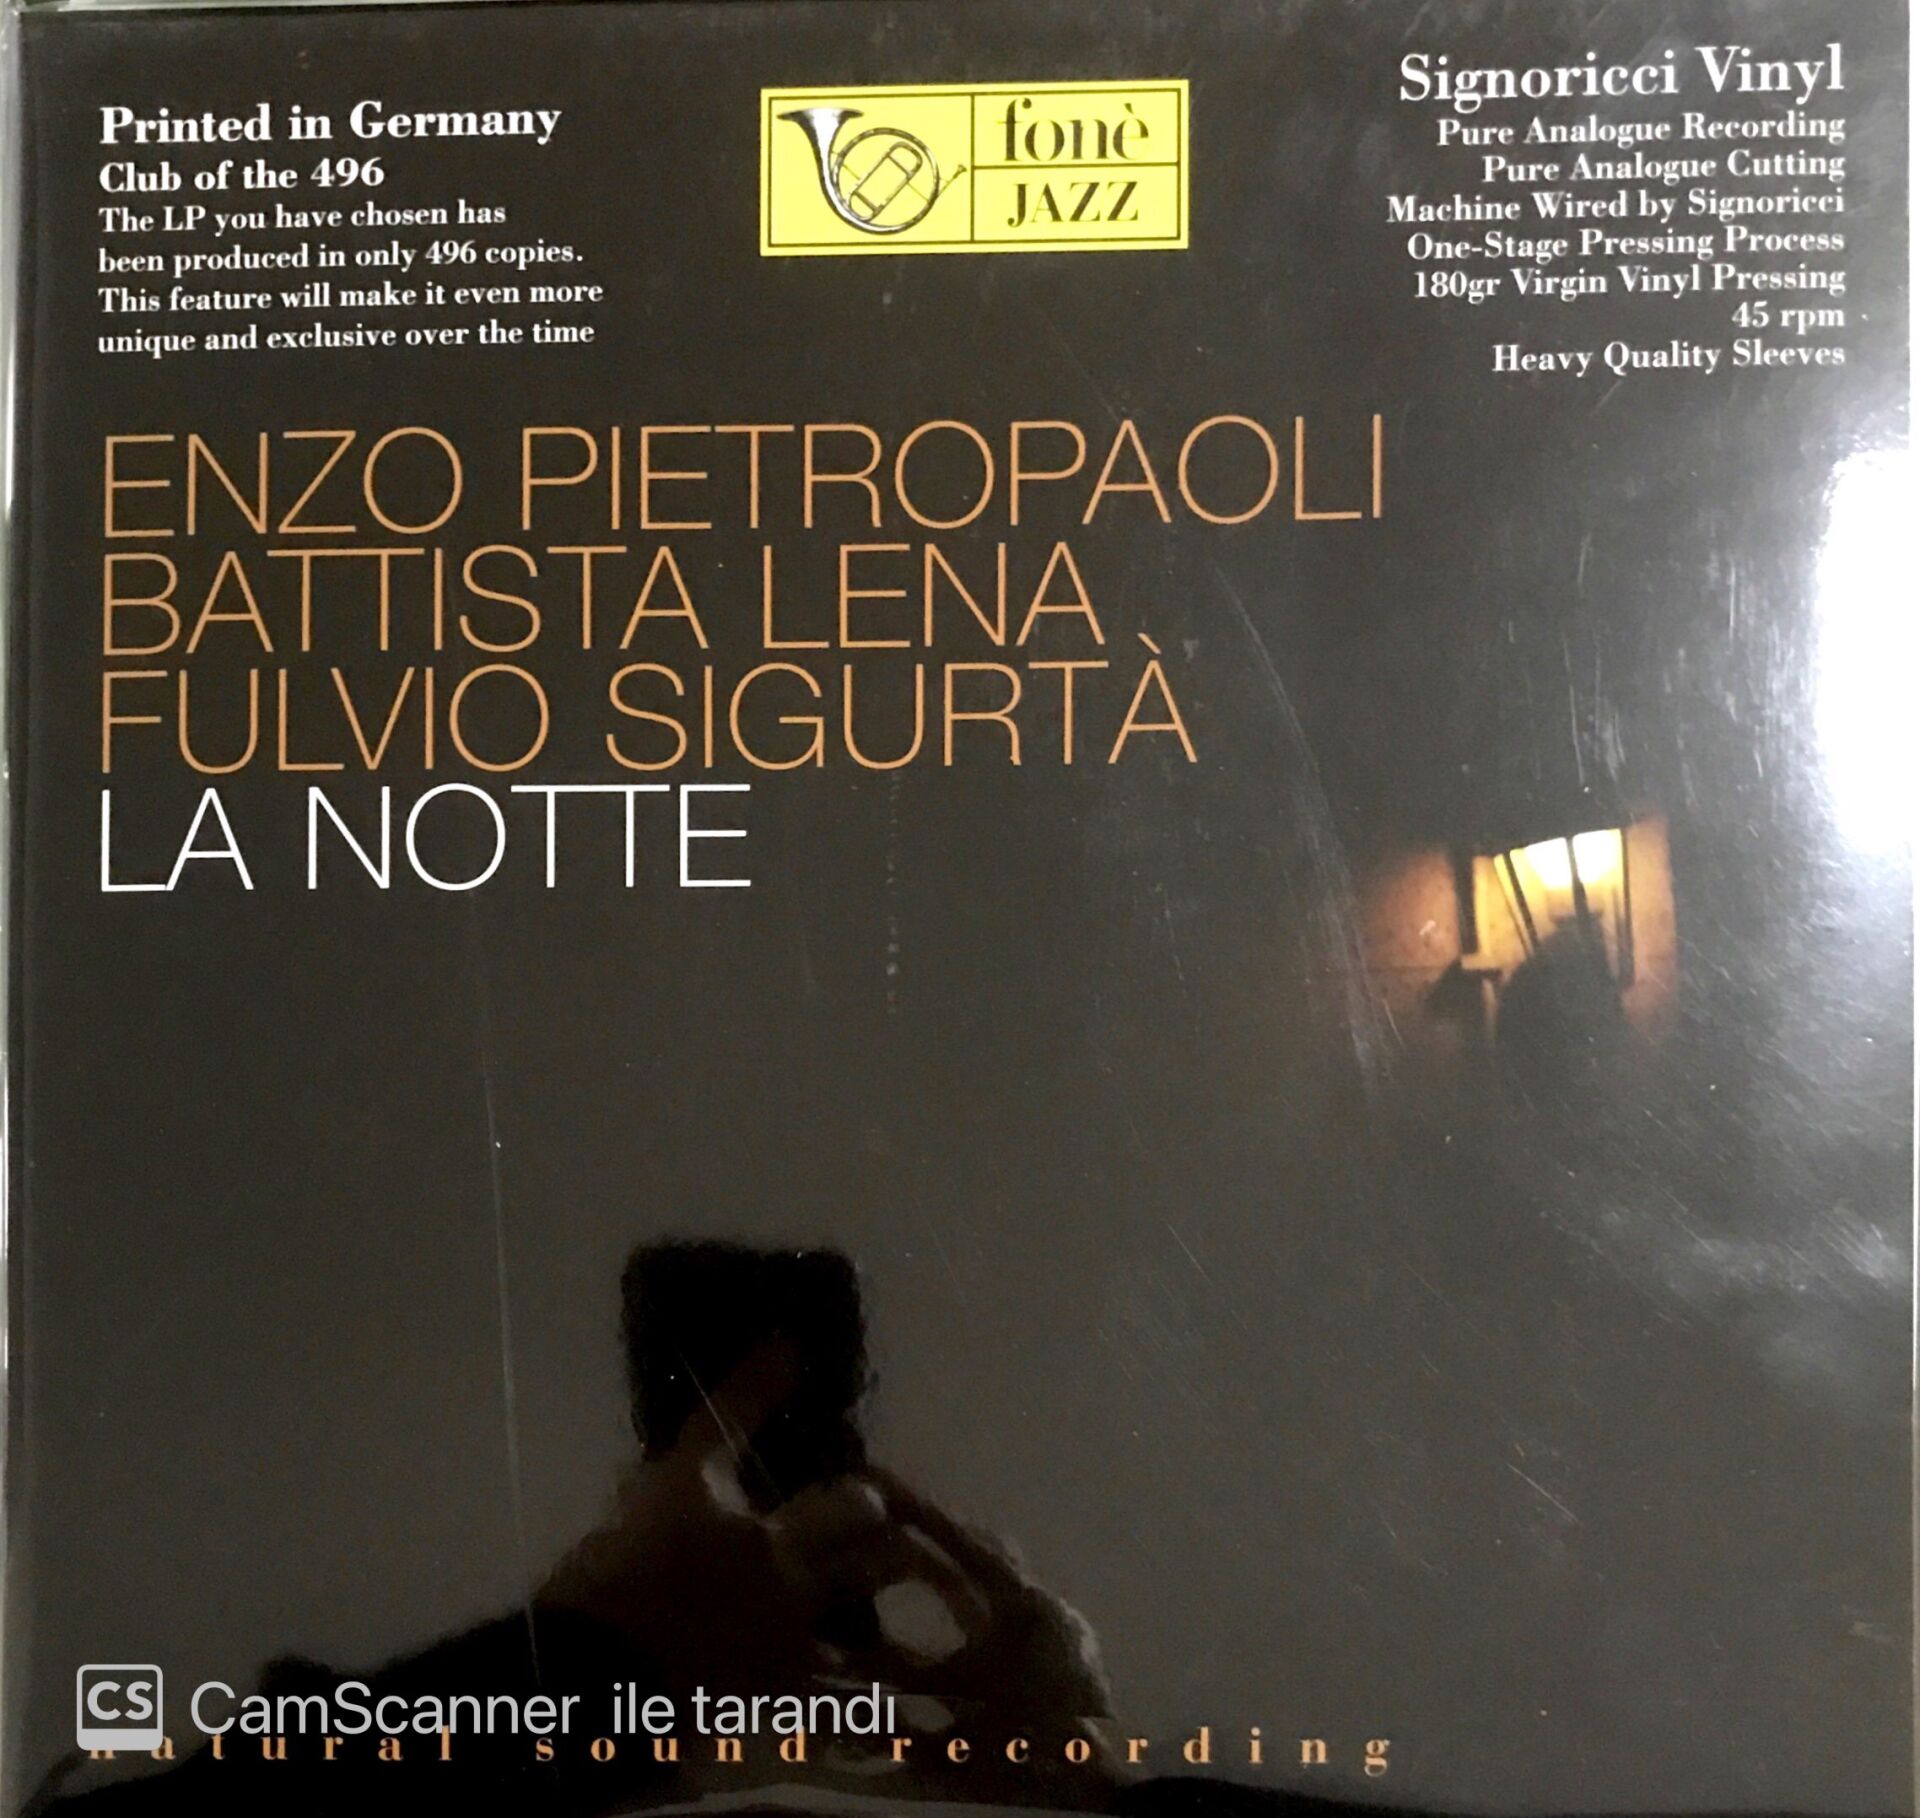 Printed in Germany
Club of the 496
The LP you have chosen has
been produced in only 496 copies.
This feature will make it even more
unique and exclusive over the time
fonè
JAZZ
Signoricci Vinyl
Pure Analogue Recording
Pure Analogue Cutting
Machine Wired by Signoricci
One-Stage Pressing Process
180gr Virgin Vinyl Pressing
45 rpm
Heavy Quality Sleeves
ENZO PIETROPAOLI
BATTISTA LENA
FULVIO SIGURTÀ
LA NOTTE
CS CamScanner ile tarandı
natural sound recording